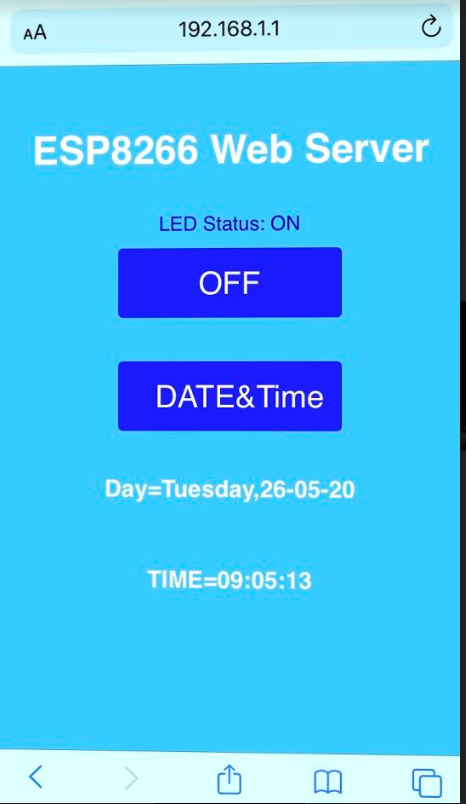 AA
192.168.1.1
ESP8266 Web Server
LED Status: ON
OFF
DATE&Time
Day=Tuesday,26-05-20
TIME=09:05:13